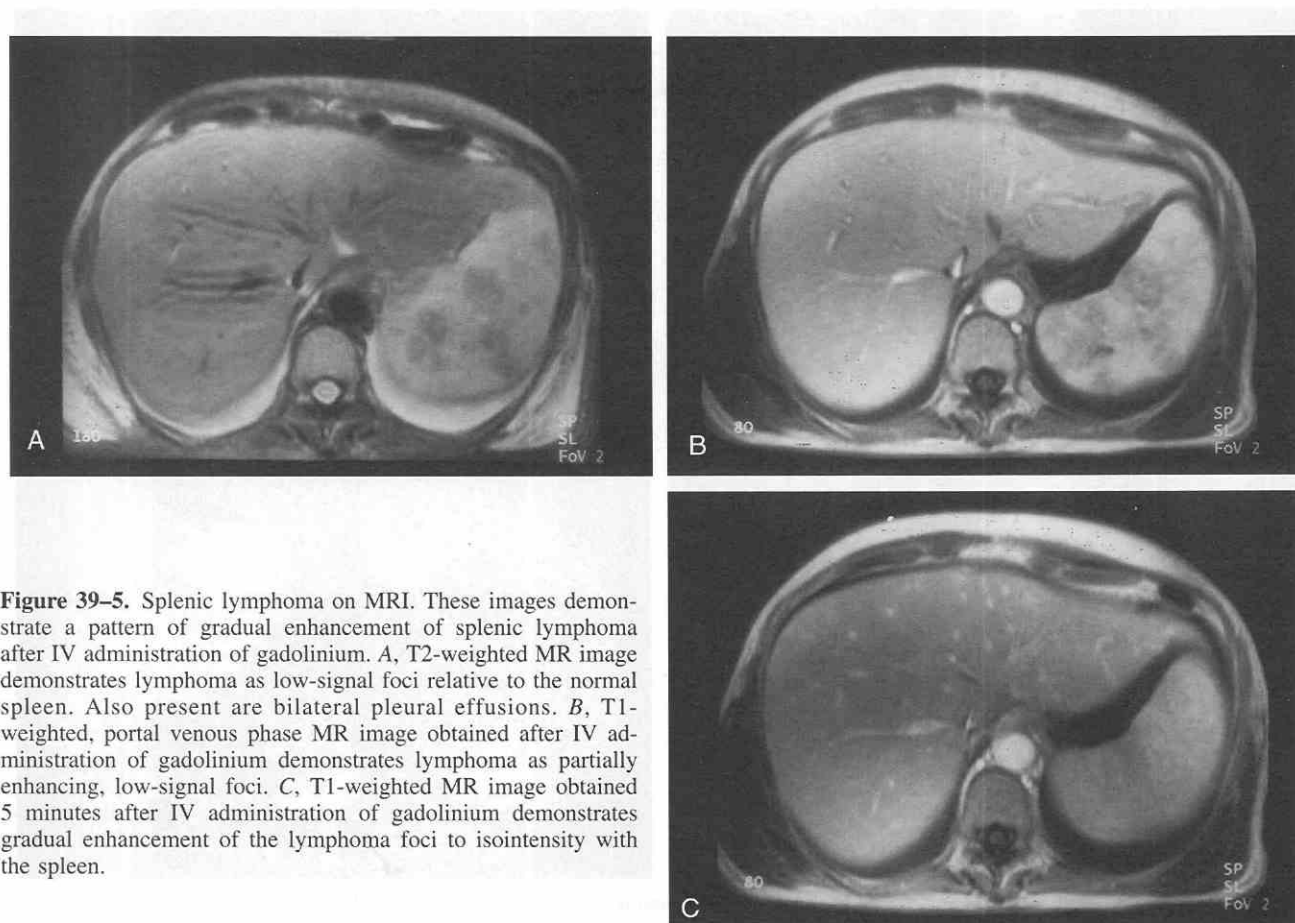 A
180
SP
SL
FoV 2
B
80
SP
SL
FoV 2
Figure 39–5. Splenic lymphoma on MRI. These images demon-
strate a pattern of gradual enhancement of splenic lymphoma
after IV administration of gadolinium. A, T2-weighted MR image
demonstrates lymphoma as low-signal foci relative to the normal
spleen. Also present are bilateral pleural effusions. B, T1-
weighted, portal venous phase MR image obtained after IV ad-
ministration of gadolinium demonstrates lymphoma as partially
enhancing, low-signal foci. C, T1-weighted MR image obtained
5 minutes after IV administration of gadolinium demonstrates
gradual enhancement of the lymphoma foci to isointensity with
the spleen.
C
80
SP
SL
FoV 2